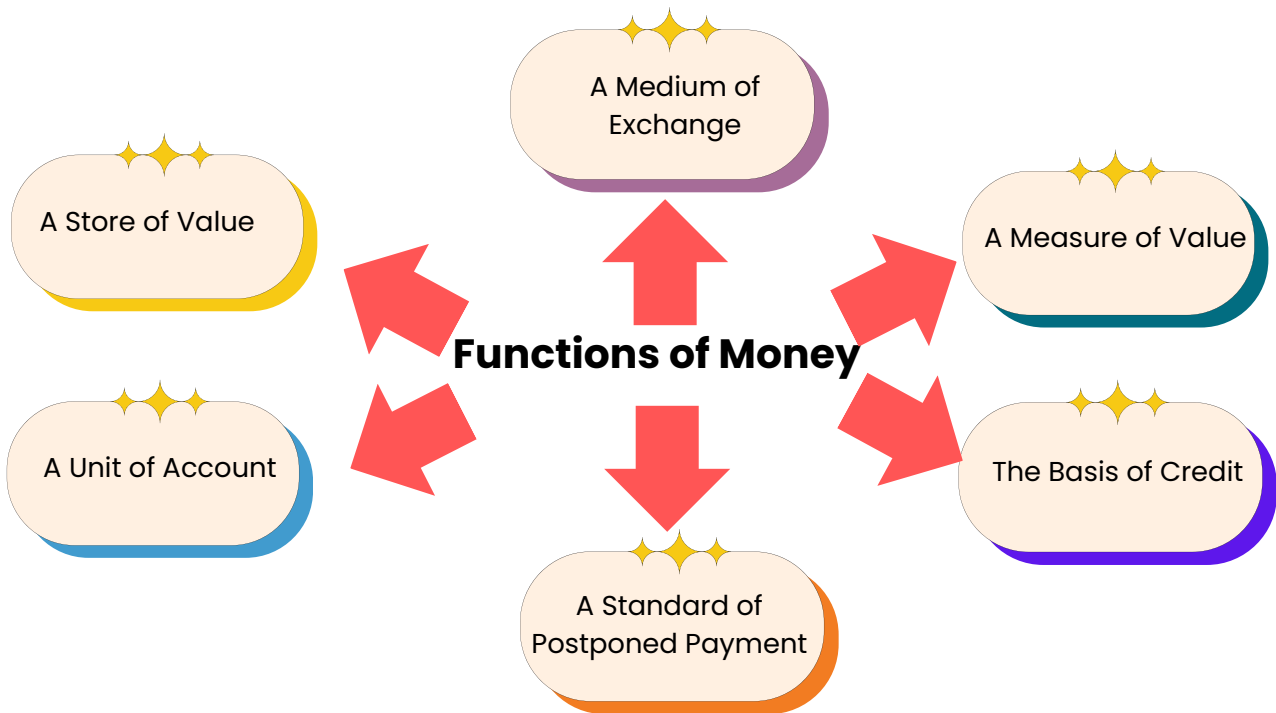 A Medium of
Exchange
A Store of Value
A Measure of Value
Functions of Money
A Unit of Account
The Basis of Credit
A Standard of
Postponed Payment